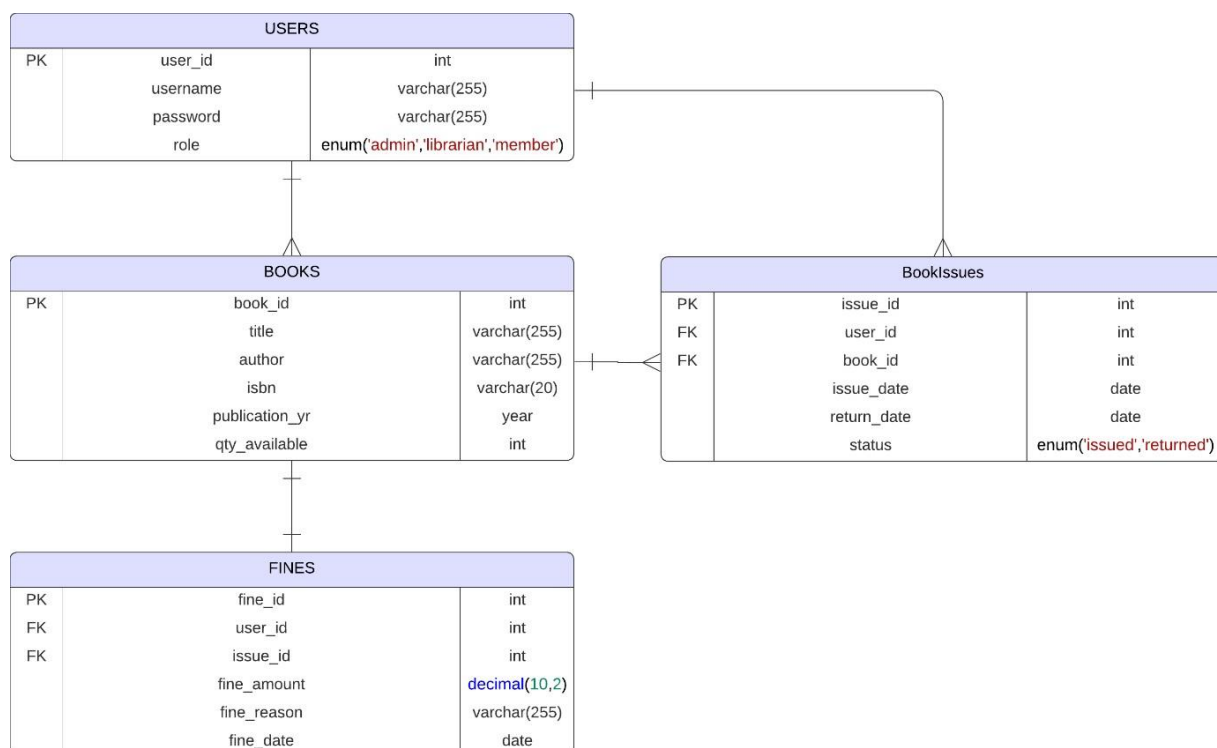 USERS
PK user_id int
username varchar(255)
password varchar(255)
role enum('admin','librarian','member')
BOOKS
PK book_id int
title varchar(255)
author varchar(255)
isbn varchar(20)
publication_yr year
qty_available int
BookIssues
PK issue_id int
FK user_id int
FK book_id int
issue_date date
return_date date
status enum('issued','returned')
FINES
PK fine_id int
FK user_id int
FK issue_id int
fine_amount decimal(10,2)
fine_reason varchar(255)
fine_date date